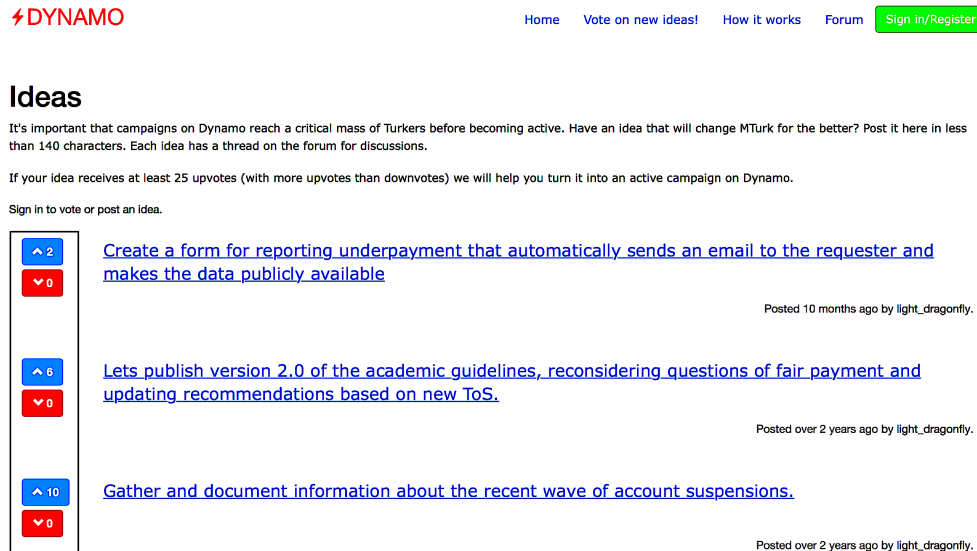 DYNAMO
Home Vote on new ideas! How it works Forum Sign in/Register
Ideas
It's important that campaigns on Dynamo reach a critical mass of Turkers before becoming active. Have an idea that will change MTurk for the better? Post it here in less
than 140 characters. Each idea has a thread on the forum for discussions.
If your idea receives at least 25 upvotes (with more upvotes than downvotes) we will help you turn it into an active campaign on Dynamo.
Sign in to vote or post an idea.
2
Create a form for reporting underpayment that automatically sends an email to the requester and
makes the data publicly available
0
Posted 10 months ago by light_dragonfly.
6
Lets publish version 2.0 of the academic guidelines, reconsidering questions of fair payment and
updating recommendations based on new ToS.
0
Posted over 2 years ago by light_dragonfly.
10
Gather and document information about the recent wave of account suspensions.
0
Posted over 2 years ago by light_dragonfly.